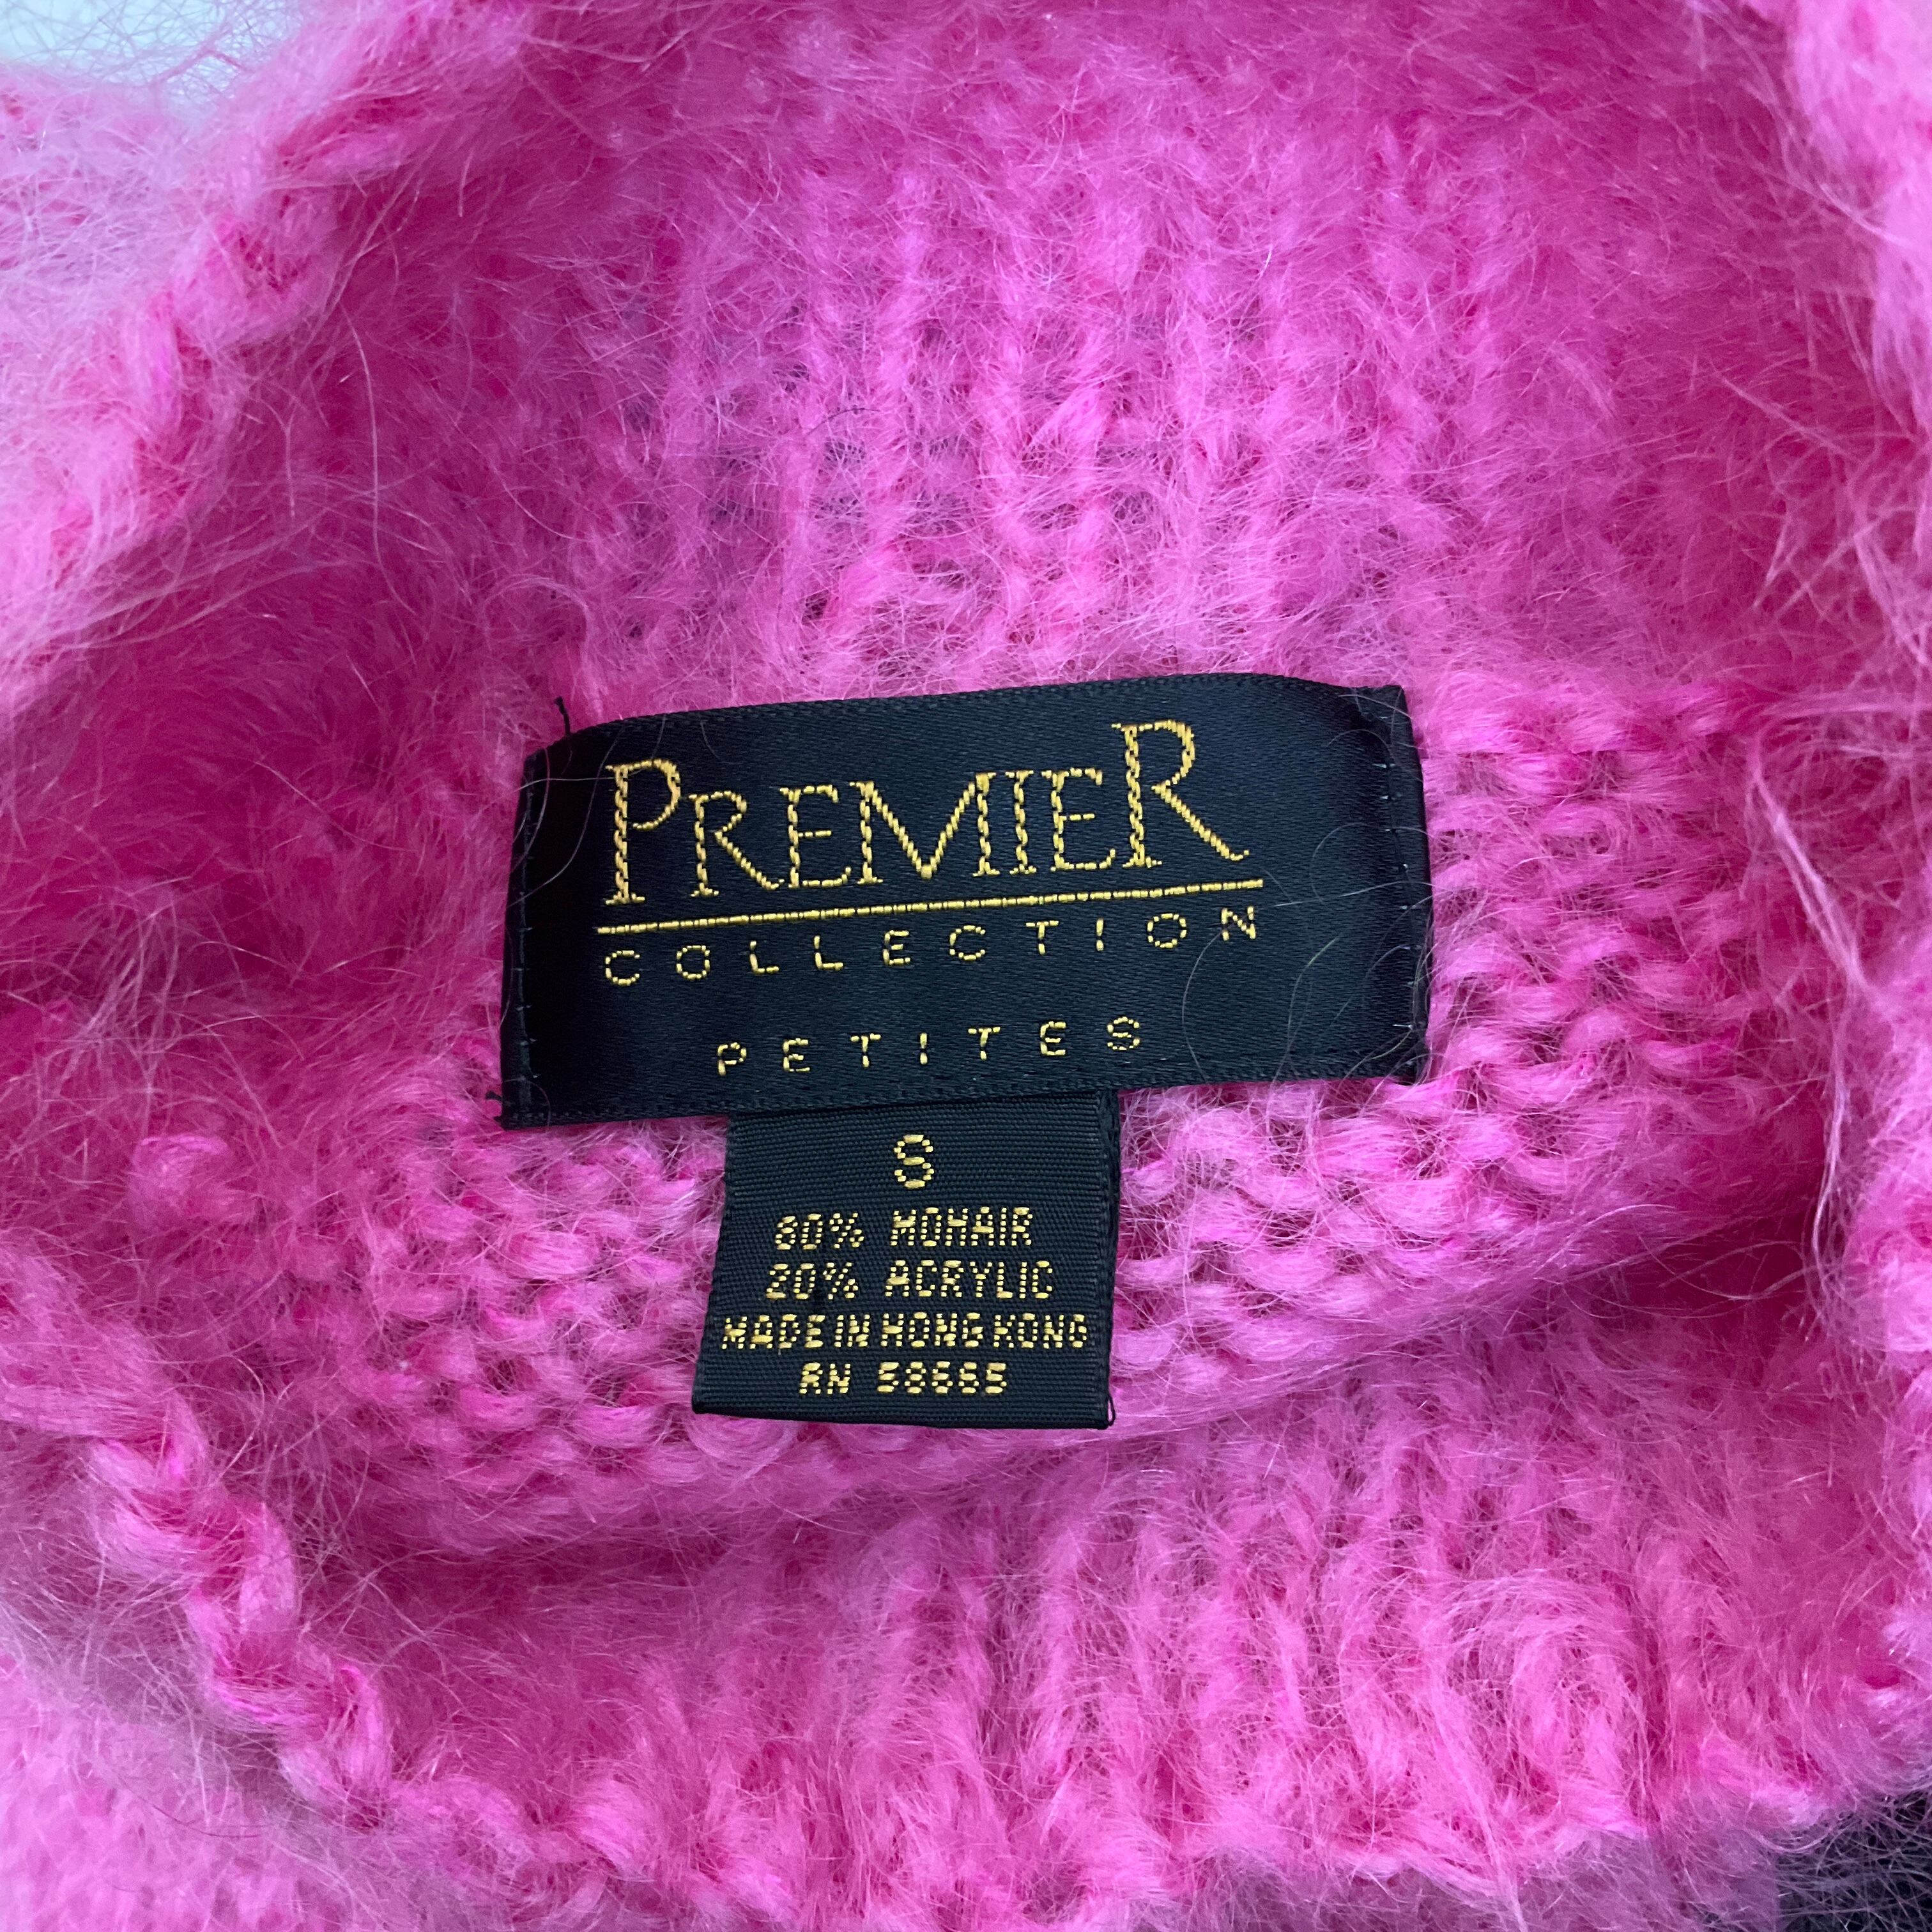 PREMIER
COLLECTION
PETITES
S
80% MOHAIR
20% ACRYLIC
MADE IN HONG KONG
RN 58665